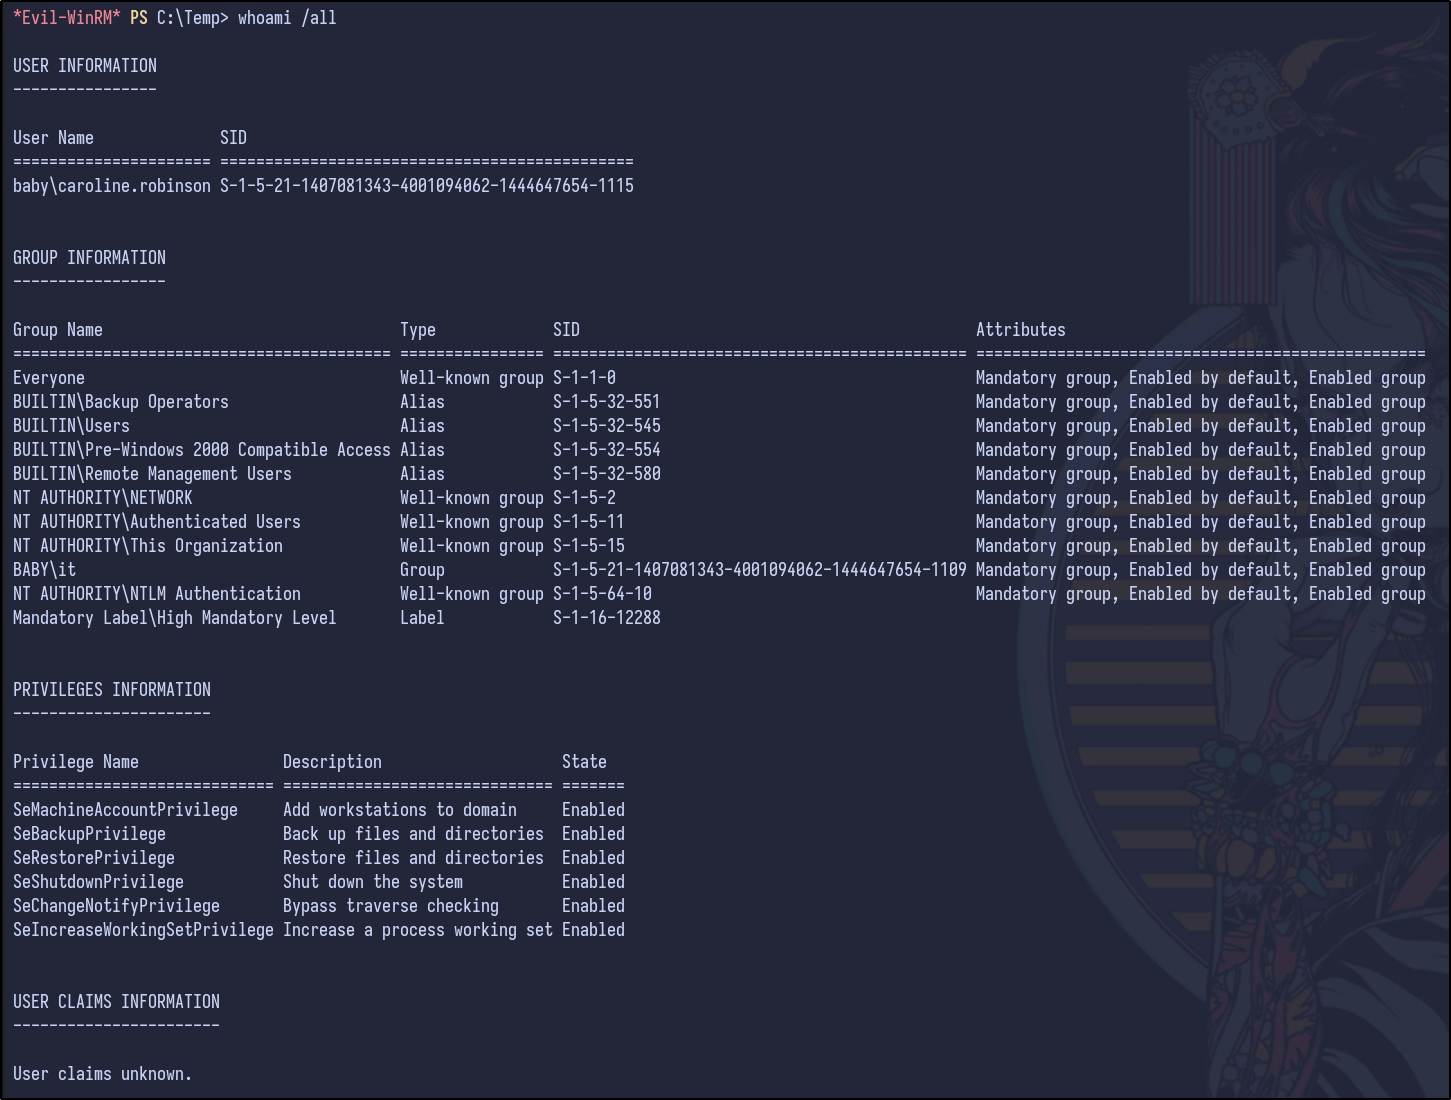 *Evil-WinRM* PS C:\Temp> whoami /all
USER INFORMATION
----------------
User Name              SID
====================== ==============================================
baby\caroline.robinson S-1-5-21-1407081343-4001094062-1444647654-1115
GROUP INFORMATION
-----------------
Group Name                                 Type             SID                                            Attributes
========================================== ================ ============================================== ==================================================
Everyone                                   Well-known group S-1-1-0                                        Mandatory group, Enabled by default, Enabled group
BUILTIN\Backup Operators                   Alias            S-1-5-32-551                                   Mandatory group, Enabled by default, Enabled group
BUILTIN\Users                              Alias            S-1-5-32-545                                   Mandatory group, Enabled by default, Enabled group
BUILTIN\Pre-Windows 2000 Compatible Access Alias            S-1-5-32-554                                   Mandatory group, Enabled by default, Enabled group
BUILTIN\Remote Management Users            Alias            S-1-5-32-580                                   Mandatory group, Enabled by default, Enabled group
NT AUTHORITY\NETWORK                       Well-known group S-1-5-2                                        Mandatory group, Enabled by default, Enabled group
NT AUTHORITY\Authenticated Users           Well-known group S-1-5-11                                       Mandatory group, Enabled by default, Enabled group
NT AUTHORITY\This Organization             Well-known group S-1-5-15                                       Mandatory group, Enabled by default, Enabled group
BABY\it                                    Group            S-1-5-21-1407081343-4001094062-1444647654-1109 Mandatory group, Enabled by default, Enabled group
NT AUTHORITY\NTLM Authentication           Well-known group S-1-5-64-10                                    Mandatory group, Enabled by default, Enabled group
Mandatory Label\High Mandatory Level       Label            S-1-16-12288
PRIVILEGES INFORMATION
----------------------
Privilege Name                Description                    State
============================= ============================== =======
SeMachineAccountPrivilege     Add workstations to domain     Enabled
SeBackupPrivilege             Back up files and directories  Enabled
SeRestorePrivilege            Restore files and directories  Enabled
SeShutdownPrivilege           Shut down the system           Enabled
SeChangeNotifyPrivilege       Bypass traverse checking       Enabled
SeIncreaseWorkingSetPrivilege Increase a process working set Enabled
USER CLAIMS INFORMATION
-----------------------
User claims unknown.